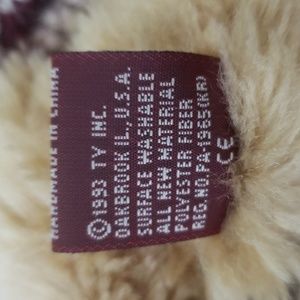 HANDMADE IN CHINA
©1993 TY INC.
OAKBROOK IL., U.S.A.
SURFACE WASHABLE
ALL NEW MATERIAL
POLYESTER FIBER
REG.NO.PA-1965(KR)
CE